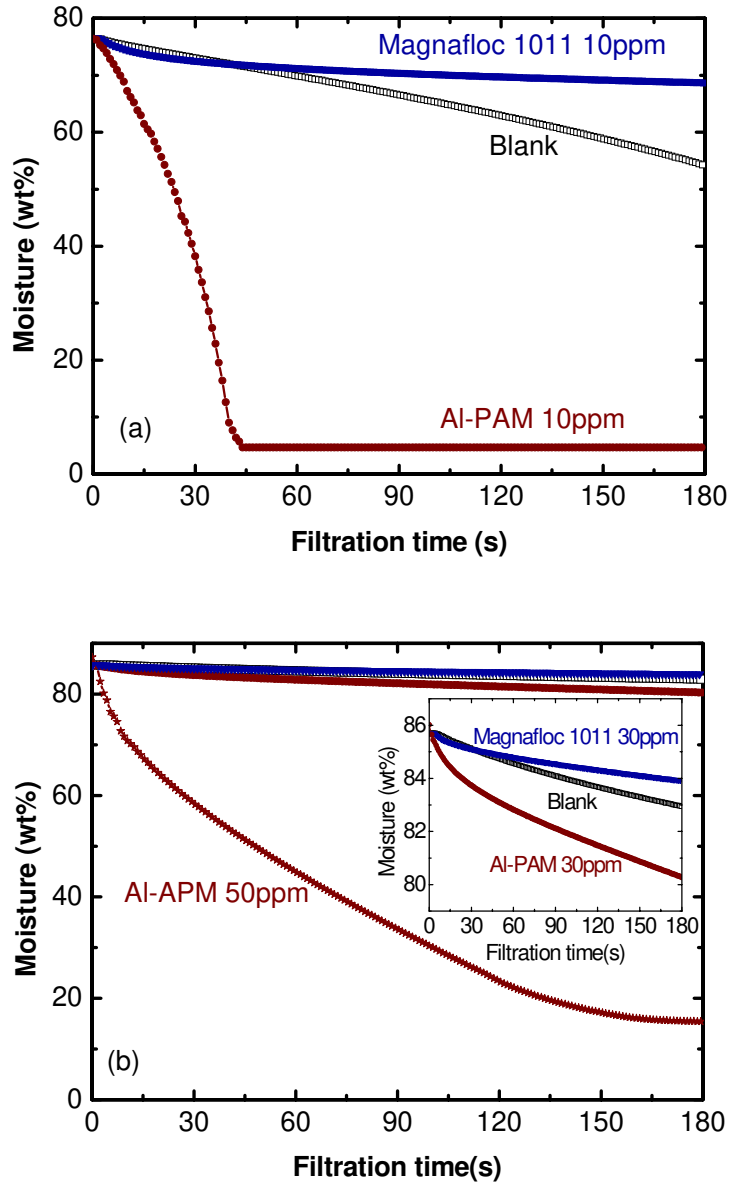 80
60
40
20
0
Moisture (wt%)
Magnafloc 1011 10ppm
Blank
Al-PAM 10ppm
(a)
0 30 60 90 120 150 180
Filtration time (s)
80
60
40
20
0
Moisture (wt%)
Al-APM 50ppm
(b)
86
84
82
80
Moisture (wt%)
Magnafloc 1011 30ppm
Blank
Al-PAM 30ppm
0 30 60 90 120 150 180
Filtration time(s)
0 30 60 90 120 150 180
Filtration time(s)